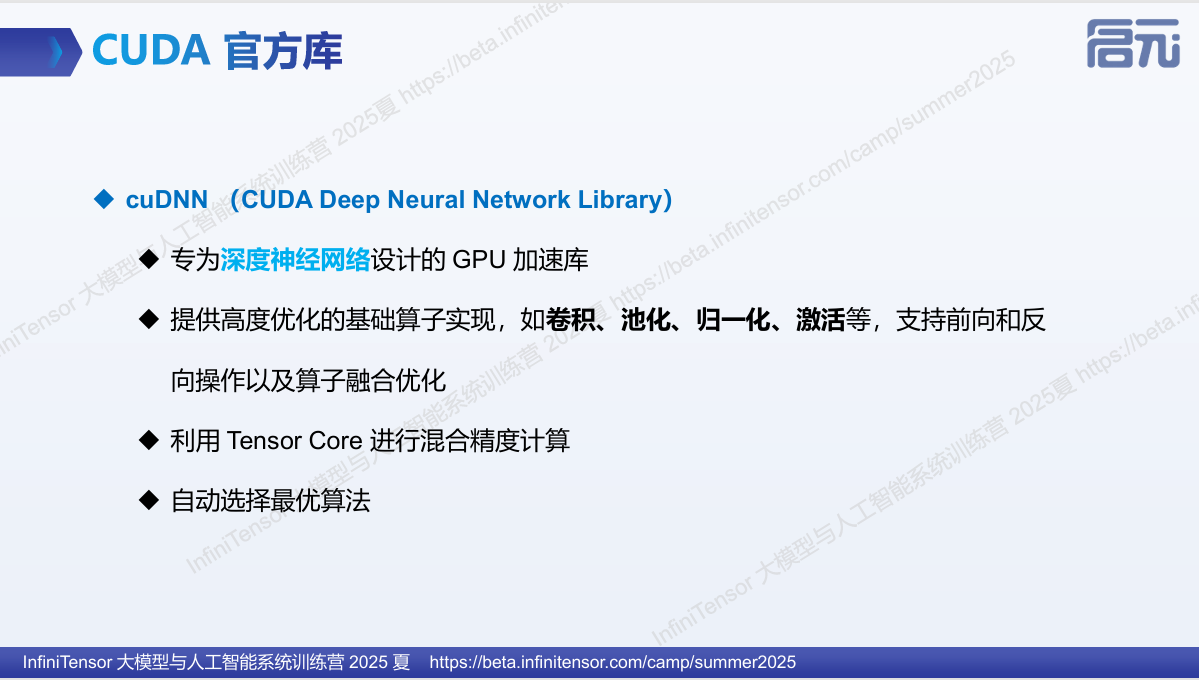 CUDA 官方库
启元
◆ cuDNN （CUDA Deep Neural Network Library）
◆ 专为深度神经网络设计的 GPU 加速库
◆ 提供高度优化的基础算子实现，如卷积、池化、归一化、激活等，支持前向和反
向操作以及算子融合优化
◆ 利用 Tensor Core 进行混合精度计算
◆ 自动选择最优算法
InfiniTensor 大模型与人工智能系统训练营 2025夏 https://beta.infinitensor.com/camp/summer2025
InfiniTensor 大模型与人工智能系统训练营 2025 夏 https://beta.infinitensor.com/camp/summer2025